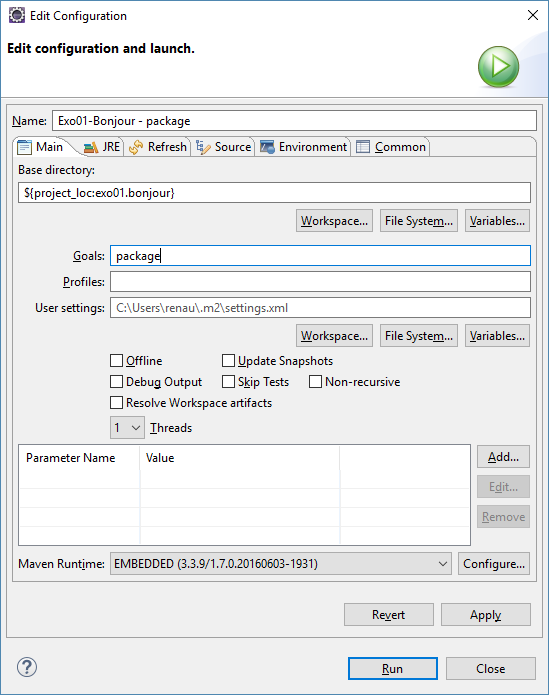 Edit Configuration
Edit configuration and launch.
Name: Exo01-Bonjour - package
Main JRE Refresh Source Environment Common
Base directory:
${project_loc:exo01.bonjour}
Workspace... File System... Variables...
Goals: package
Profiles:
User settings: C:\Users\renau\.m2\settings.xml
Workspace... File System... Variables...
Offline Update Snapshots
Debug Output Skip Tests Non-recursive
Resolve Workspace artifacts
1 Threads
Parameter Name Value Add...
Edit...
Remove
Maven Runtime: EMBEDDED (3.3.9/1.7.0.20160603-1931) Configure...
Revert Apply
? Run Close